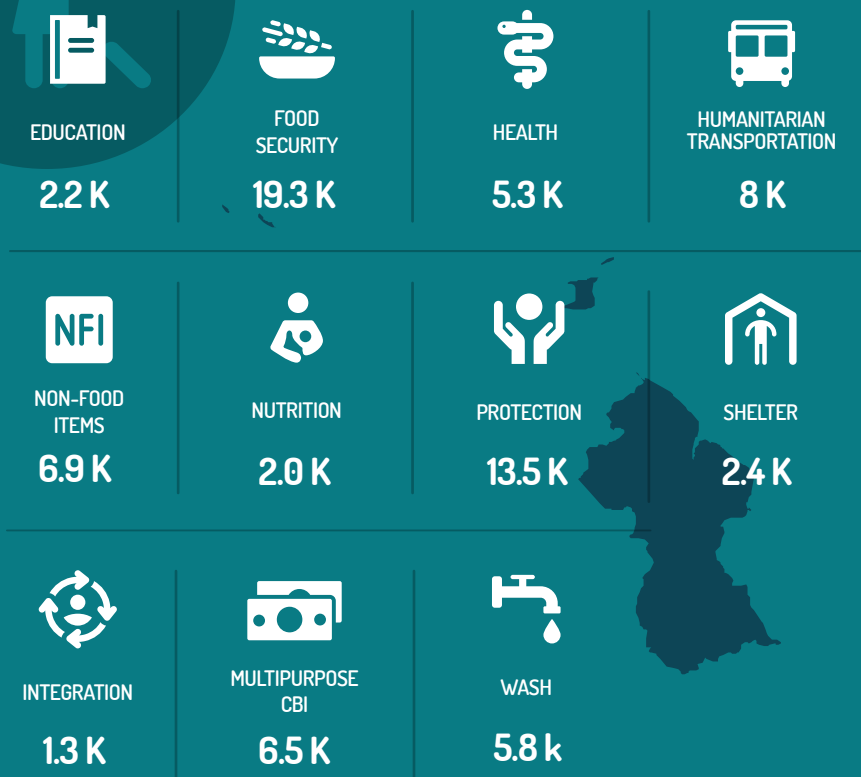 EDUCATION
2.2 K
FOOD
SECURITY
19.3 K
HEALTH
5.3 K
HUMANITARIAN
TRANSPORTATION
8 K
NFI
NON-FOOD
ITEMS
6.9 K
NUTRITION
2.0 K
PROTECTION
13.5 K
SHELTER
2.4 K
INTEGRATION
1.3 K
MULTIPURPOSE
CBI
6.5 K
WASH
5.8 k